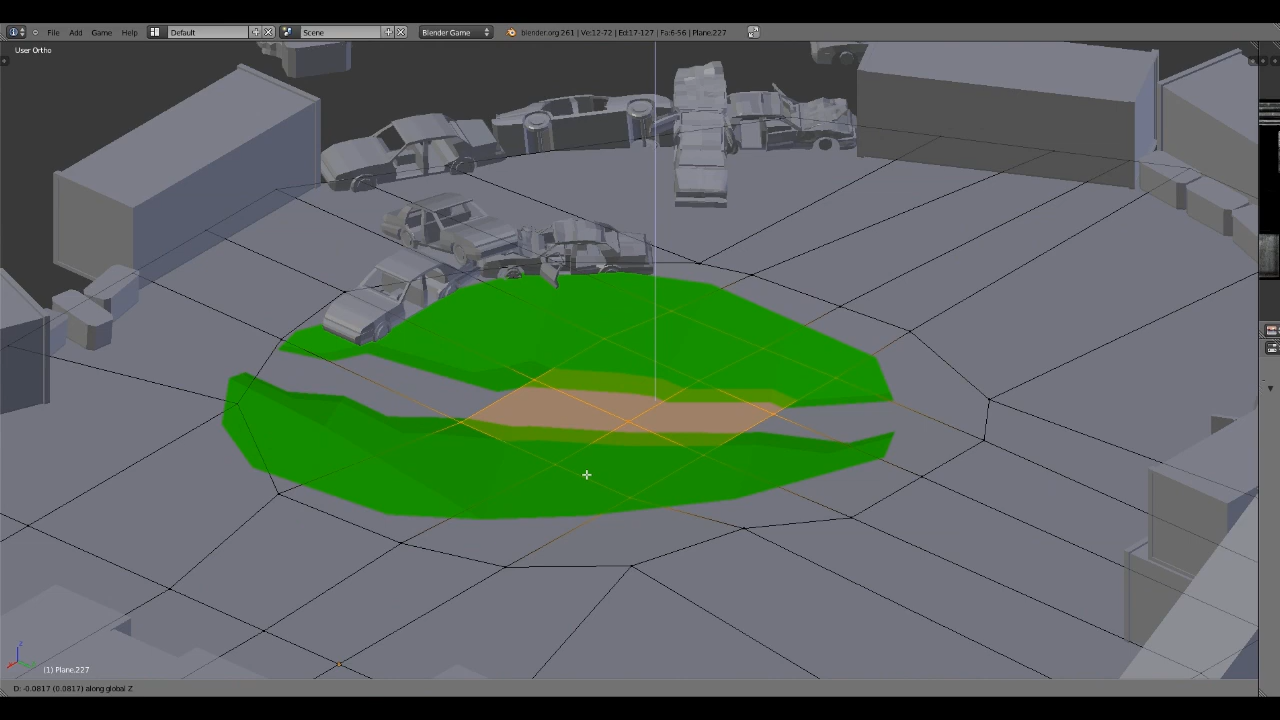 File Add Game Help Default Scene Blender Game blender.org 261 | Ve:12-72 | Ed:17-127 | Fa:6-56 | Plane.227
User Ortho
(1) Plane.227
D: -0.0817 (0.0817) along global Z